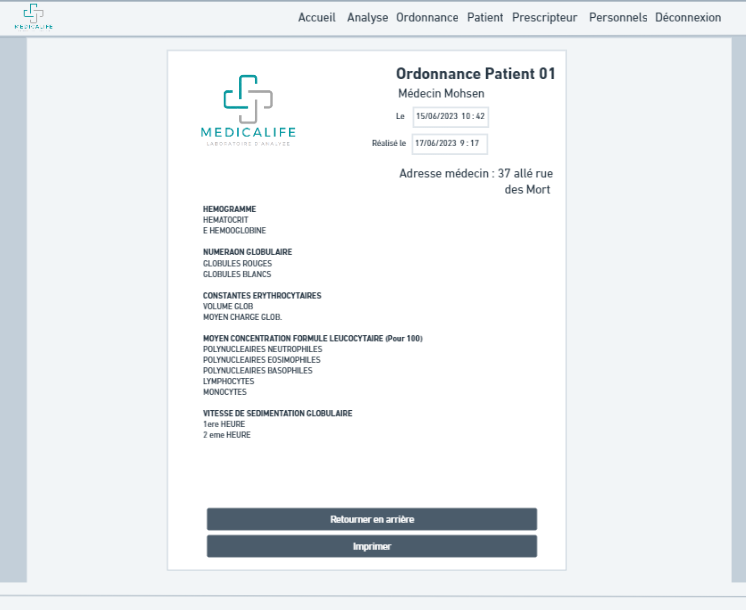 MEDICALIFE
Accueil Analyse Ordonnance Patient Prescripteur Personnels Déconnexion
Ordonnance Patient 01
Médecin Mohsen
Le 15/06/2023 10:42
Réalisé le 17/06/2023 9:17
MEDICALIFE
LABORATOIRE D'ANALYZE
Adresse médecin : 37 allé rue
des Mort
HEMOGRAMME
HEMATOCRIT
E HEMOOGLOBINE
NUMERAON GLOBULAIRE
GLOBULES ROUGES
GLOBULES BLANCS
CONSTANTES ERYTHROCYTAIRES
VOLUME GLOB
MOYEN CHARGE GLOB.
MOYEN CONCENTRATION FORMULE LEUCOCYTAIRE (Pour 100)
POLYNUCLEAIRES NEUTROPHILES
POLYNUCLEAIRES EOSIMOPHILES
POLYNUCLEAIRES BASOPHILES
LYMPHOCYTES
MONOCYTES
VITESSE DE SEDIMENTATION GLOBULAIRE
1ere HEURE
2 eme HEURE
Retourner en arrière
Imprimer